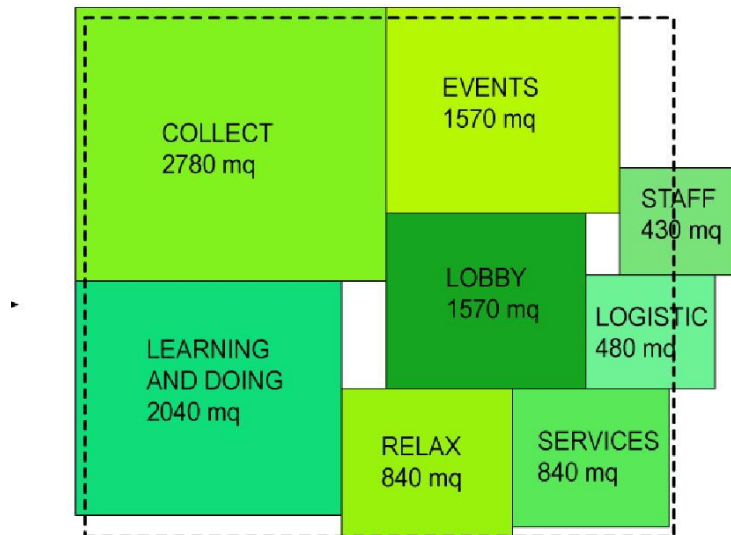 COLLECT
2780 mq
EVENTS
1570 mq
STAFF
430 mq
LOBBY
1570 mq
LOGISTIC
480 mq
LEARNING
AND DOING
2040 mq
RELAX
840 mq
SERVICES
840 mq